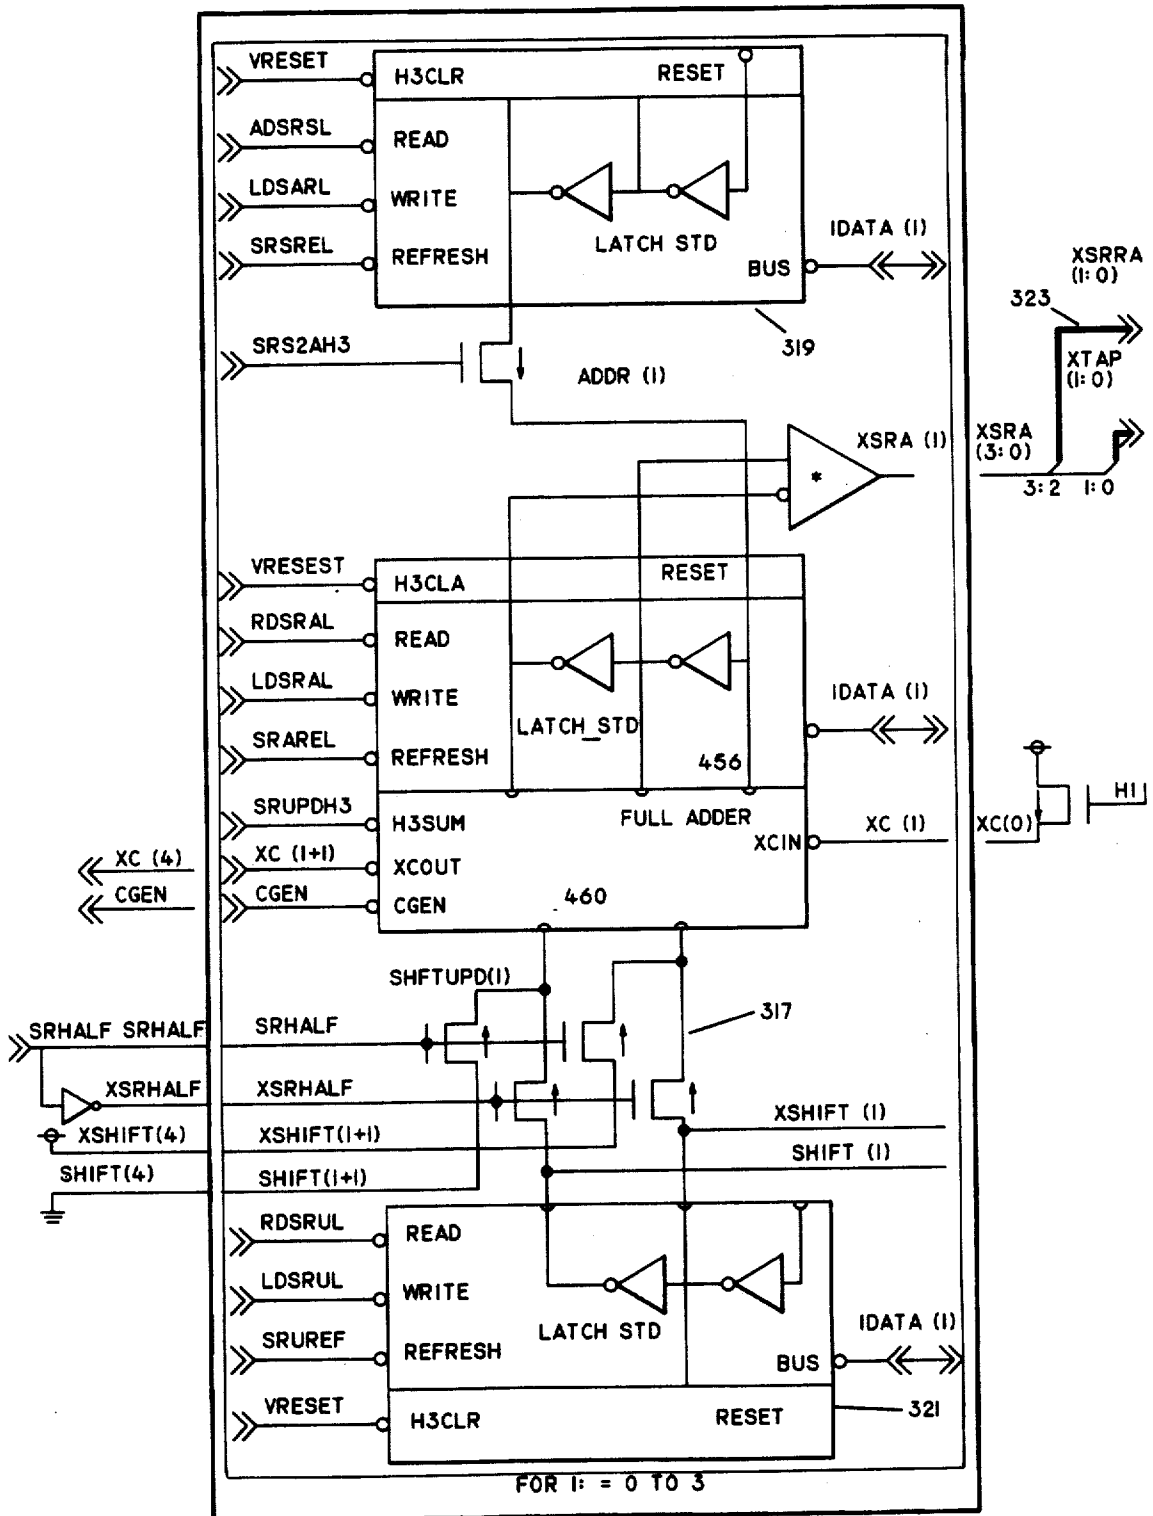 VRESET
H3CLR
RESET
ADSRSL
READ
LDSARL
WRITE
LATCH STD
IDATA (I)
SRSREL
REFRESH
BUS
XSRRA
(1:0)
323
319
SRS2AH3
ADDR (I)
XTAP
(1:0)
XSRA (I)
XSRA
(3:0)
*
3:2 1:0
VRESEST
H3CLA
RESET
RDSRAL
READ
LDSRAL
WRITE
LATCH_STD
IDATA (I)
SRAREL
REFRESH
456
SRUPDH3
H3SUM
FULL ADDER
XCIN
XC (I)
XC(0)
H1
XC (4)
XC (I+I)
XCOUT
CGEN
CGEN
CGEN
460
SHFTUPD(I)
317
SRHALF SRHALF
SRHALF
XSRHALF
XSRHALF
XSHIFT (I)
XSHIFT(4)
XSHIFT(I+I)
SHIFT (I)
SHIFT(4)
SHIFT(I+I)
RDSRUL
READ
LDSRUL
WRITE
LATCH STD
IDATA (I)
SRUREF
REFRESH
BUS
VRESET
H3CLR
RESET
321
FOR I: = 0 TO 3